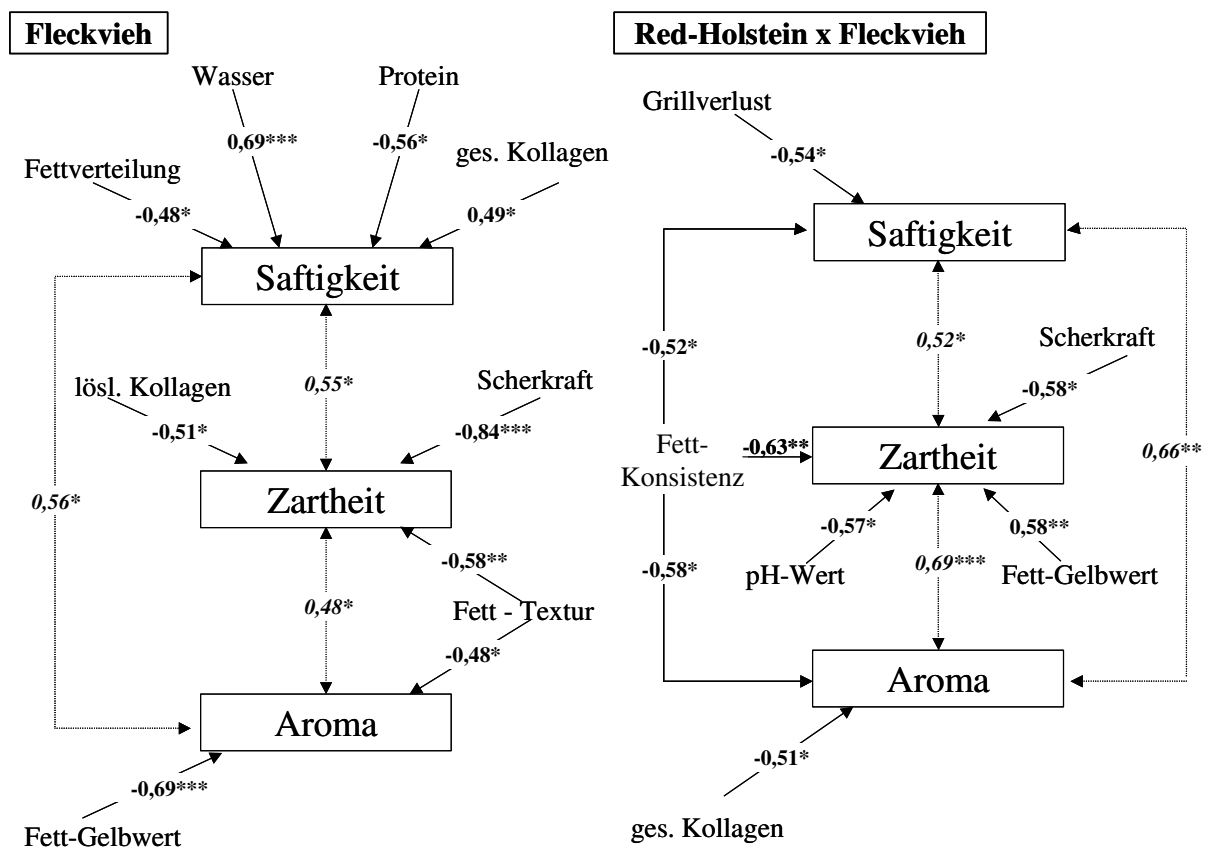 Fleckvieh
Wasser
Protein
0,69***
-0,56*
ges. Kollagen
Fettverteilung
-0,48*
0,49*
Saftigkeit
0,55*
lösl. Kollagen
Scherkraft
-0,51*
-0,84***
Zartheit
0,56*
-0,58**
0,48*
Fett - Textur
-0,48*
Aroma
-0,69***
Fett-Gelbwert
Red-Holstein x Fleckvieh
Grillverlust
-0,54*
Saftigkeit
-0,52*
0,52*
Scherkraft
-0,58*
Fett-
Konsistenz
-0,63**
Zartheit
0,66**
-0,57*
0,58**
-0,58*
pH-Wert
0,69***
Fett-Gelbwert
Aroma
-0,51*
ges. Kollagen